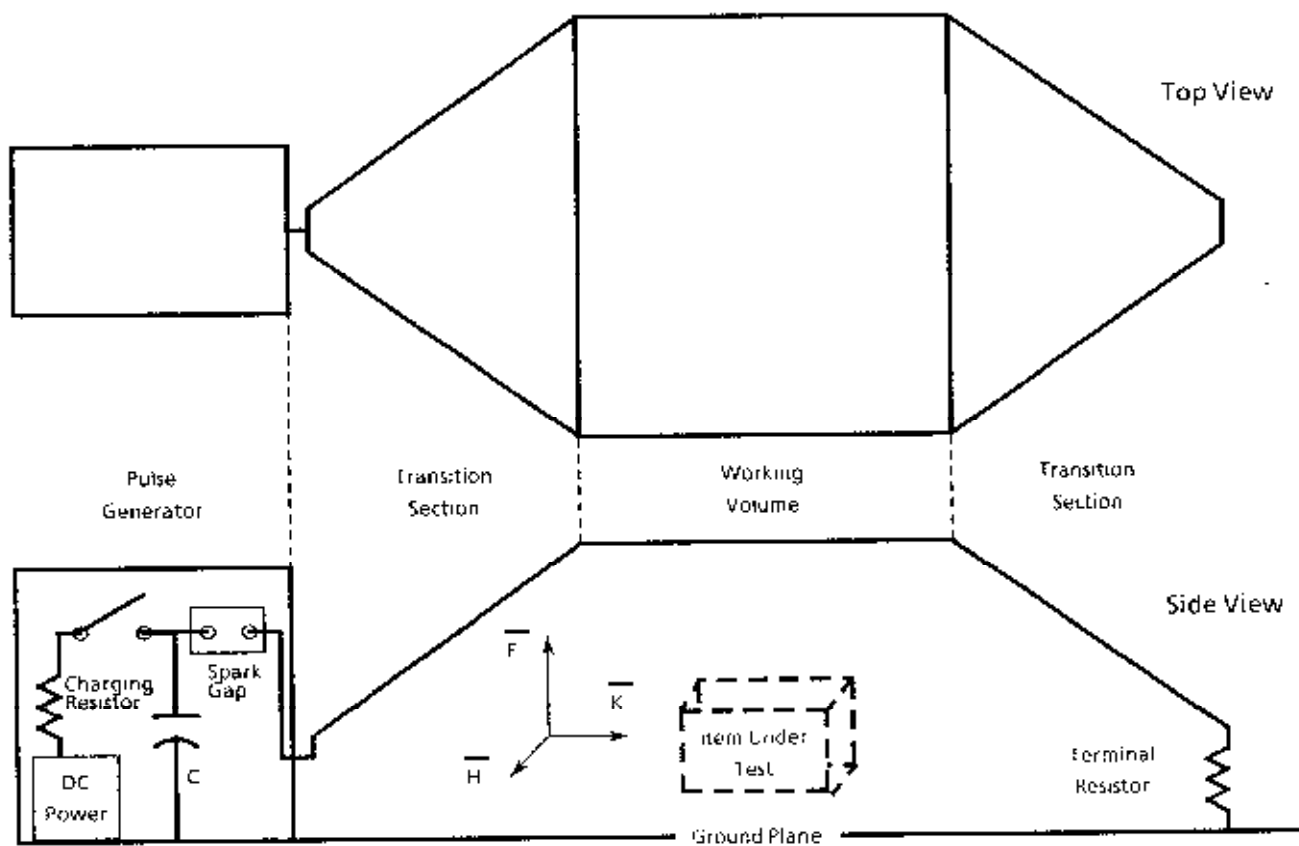 Top View
Pulse
Generator
Transition
Section
Working
Volume
Transition
Section
Side View
Charging
Resistor
Spark
Gap
C
DC
Power
F
K
H
Item Under
Test
Terminal
Resistor
Ground Plane